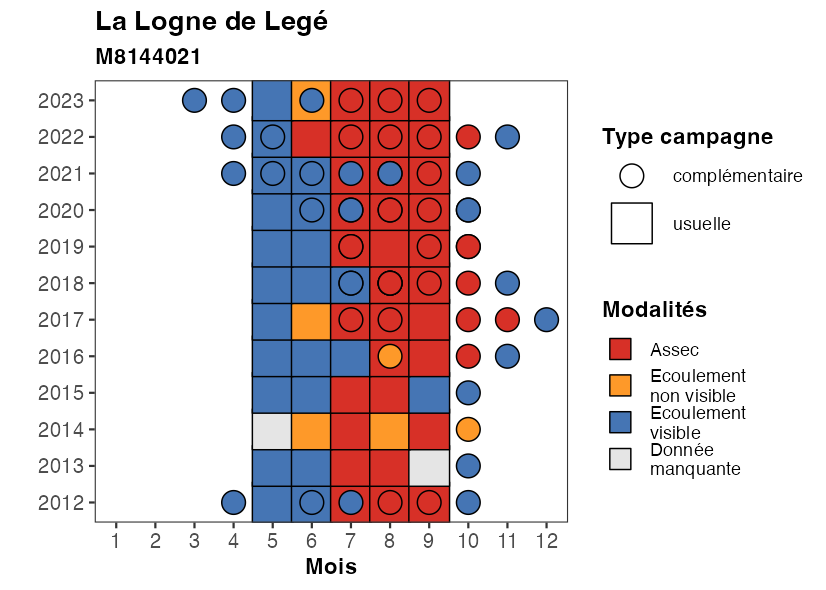 La Logne de Legé
M8144021
2023
2022
2021
2020
2019
2018
2017
2016
2015
2014
2013
2012
1 2 3 4 5 6 7 8 9 10 11 12
Mois
Type campagne
complémentaire
usuelle
Modalités
Assec
Ecoulement
non visible
Ecoulement
visible
Donnée
manquante